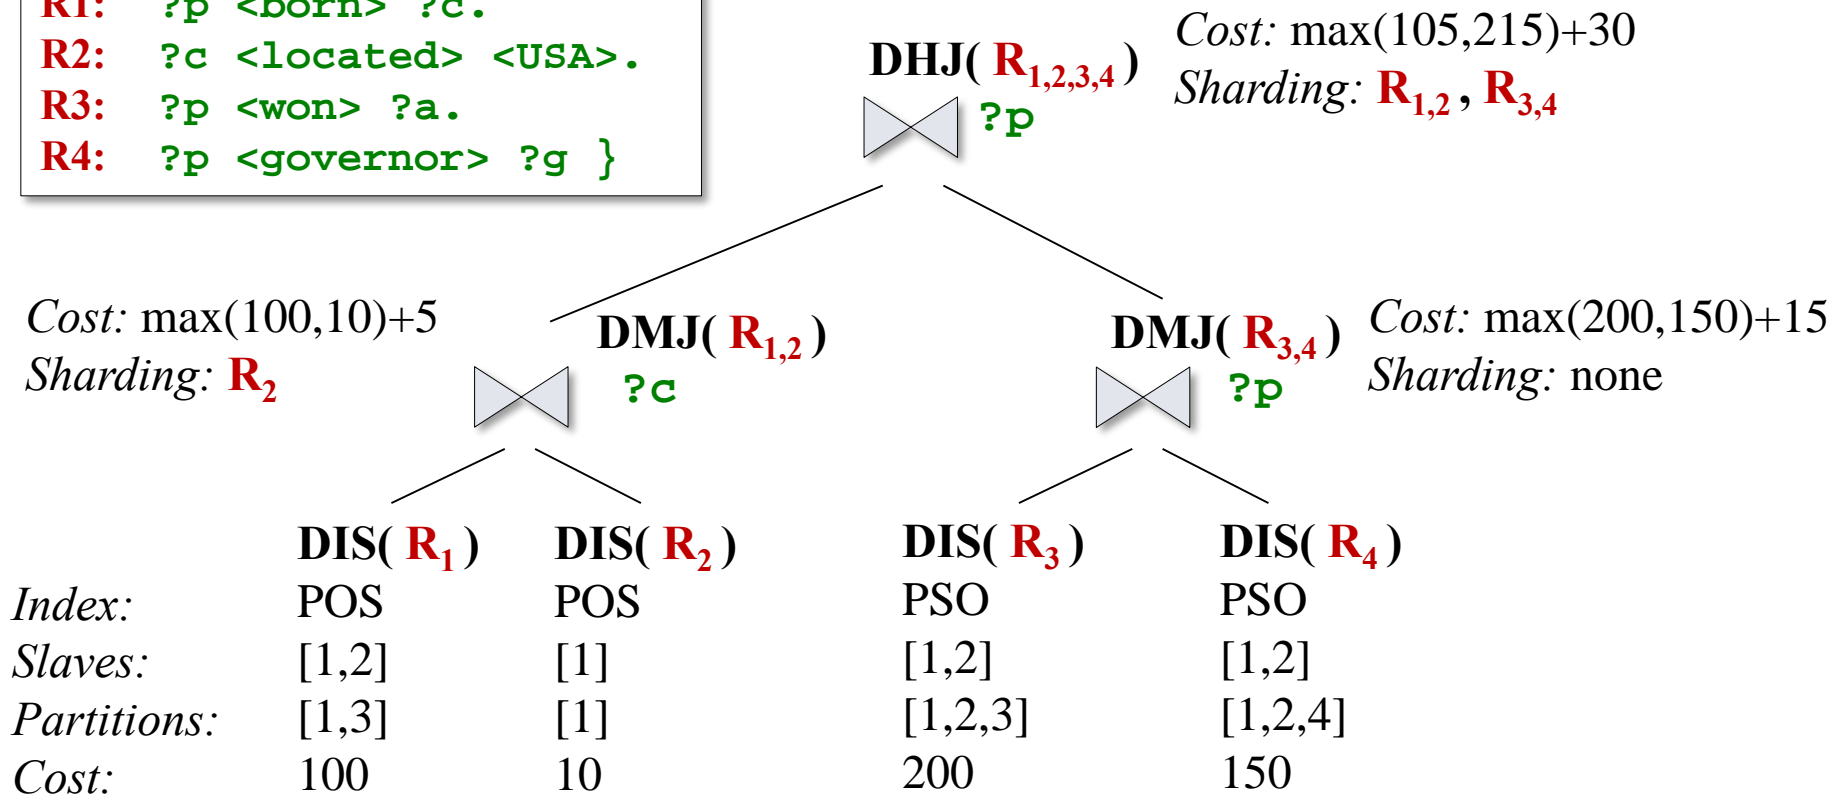 R1: ?p <born> ?c.
R2: ?c <located> <USA>.
R3: ?p <won> ?a.
R4: ?p <governor> ?g }
DHJ( R1,2,3,4 )
?p
Cost: max(105,215)+30
Sharding: R1,2 , R3,4
Cost: max(100,10)+5
Sharding: R2
DMJ( R1,2 )
?c
DMJ( R3,4 )
?p
Cost: max(200,150)+15
Sharding: none
DIS( R1 ) DIS( R2 ) DIS( R3 ) DIS( R4 )
Index: POS POS PSO PSO
Slaves: [1,2] [1] [1,2] [1,2]
Partitions: [1,3] [1] [1,2,3] [1,2,4]
Cost: 100 10 200 150